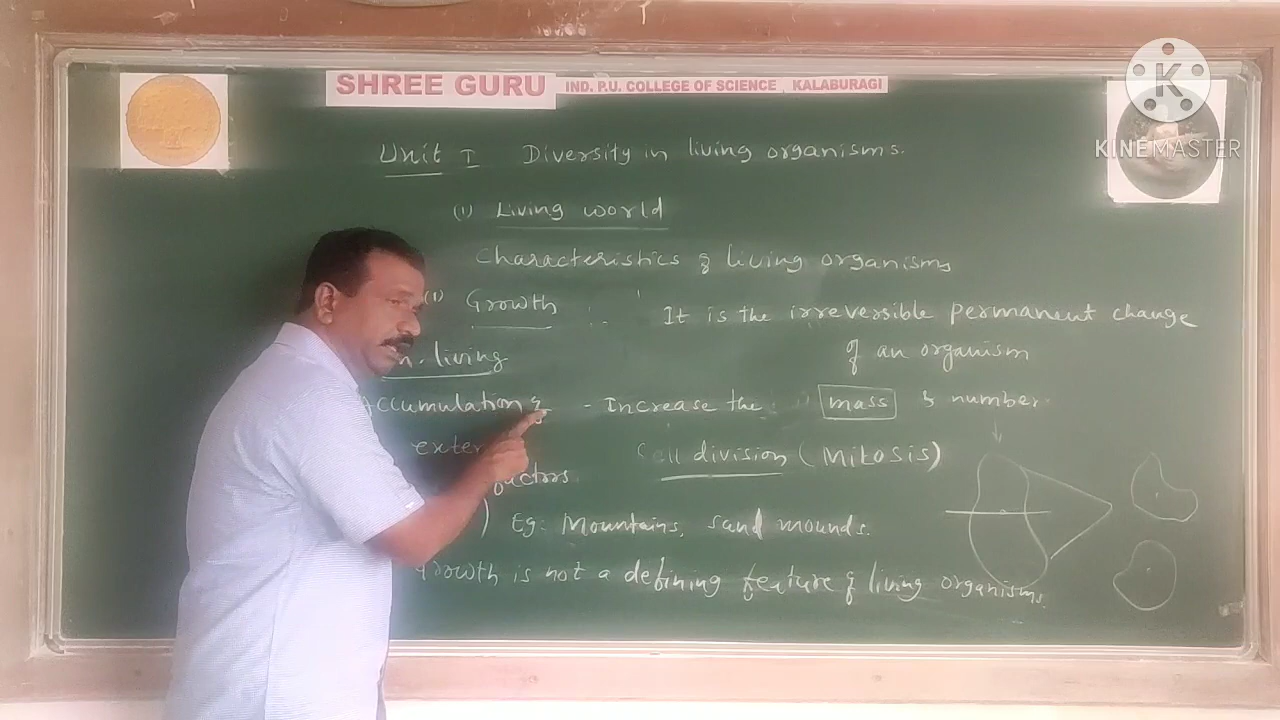 SHREE GURU IND. P.U. COLLEGE OF SCIENCE, KALABURAGI
K
KINEMASTER
Unit I Diversity in living organisms.
(1) Living world
Characteristics of living organisms
(1) Growth : It is the irreversible permanent change
of an organism
n. living
Accumulation of - Increase the mass & number
exter
factors
Cell division (Mitosis)
) Eg: Mountains, sand mounds.
Growth is not a defining feature of living organisms.